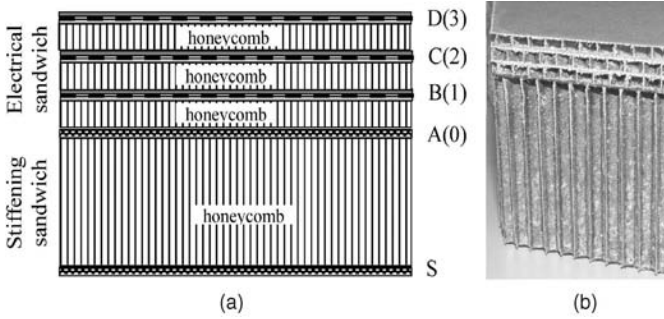 Electrical sandwich
Stiffening sandwich
honeycomb
honeycomb
honeycomb
honeycomb
D(3)
C(2)
B(1)
A(0)
S
(a)
(b)